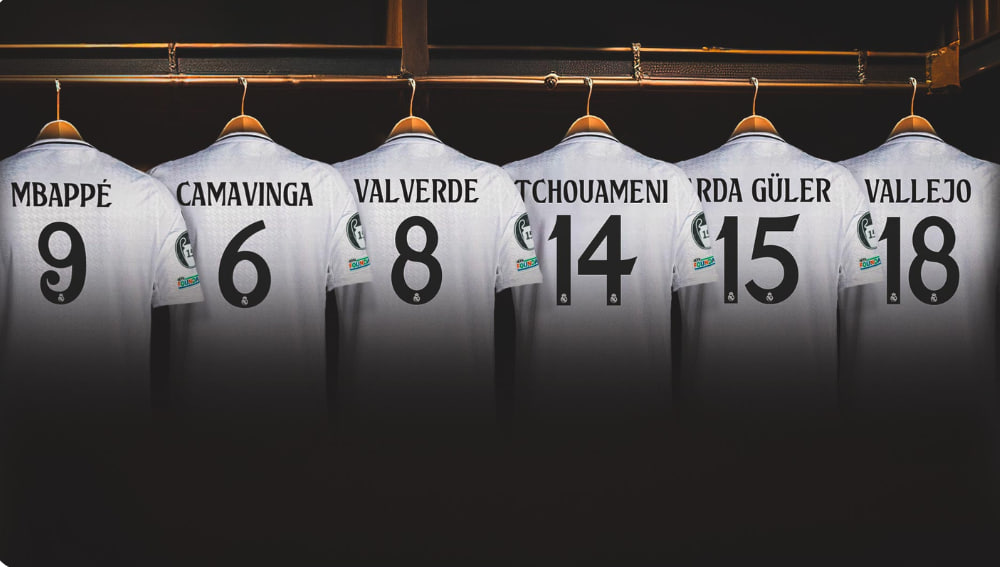 MBAPPÉ
9
CAMAVINGA
6
VALVERDE
8
TCHOUAMENI
14
RDA GÜLER
15
VALLEJO
18